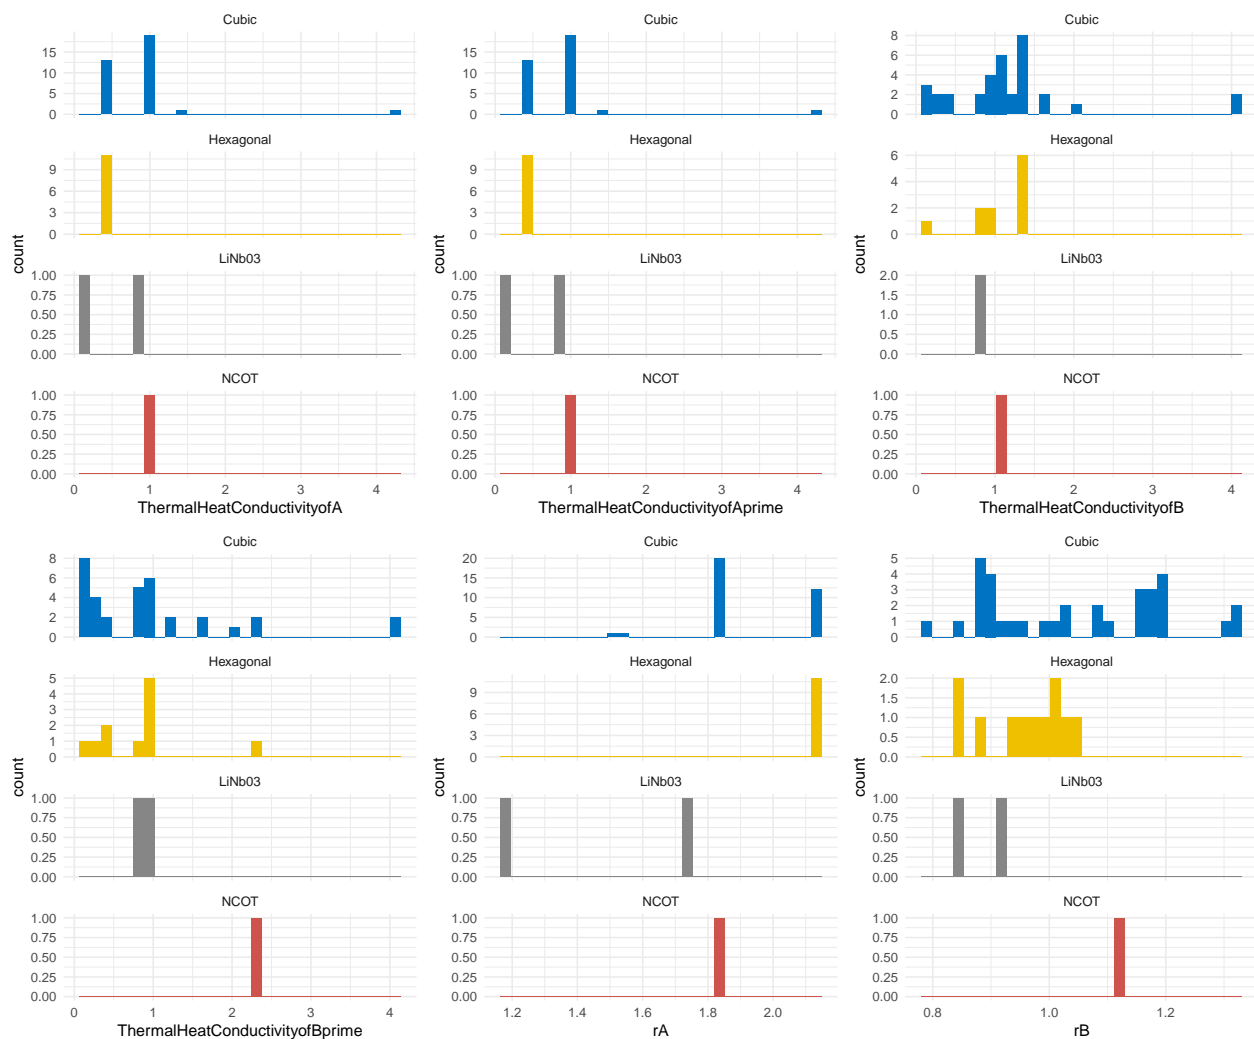 Cubic
15
10
5
0
Hexagonal
9
6
3
0
LiNb03
1.00
0.75
0.50
0.25
0.00
NCOT
1.00
0.75
0.50
0.25
0.00
0 1 2 3 4
ThermalHeatConductivityofA
count
Cubic
15
10
5
0
Hexagonal
9
6
3
0
LiNb03
1.00
0.75
0.50
0.25
0.00
NCOT
1.00
0.75
0.50
0.25
0.00
0 1 2 3 4
ThermalHeatConductivityofAprime
count
Cubic
8
6
4
2
0
Hexagonal
6
4
2
0
LiNb03
2.0
1.5
1.0
0.5
0.0
NCOT
1.00
0.75
0.50
0.25
0.00
0 1 2 3 4
ThermalHeatConductivityofB
count
Cubic
8
6
4
2
0
Hexagonal
5
4
3
2
1
0
LiNb03
1.00
0.75
0.50
0.25
0.00
NCOT
1.00
0.75
0.50
0.25
0.00
0 1 2 3 4
ThermalHeatConductivityofBprime
count
Cubic
20
15
10
5
0
Hexagonal
9
6
3
0
LiNb03
1.00
0.75
0.50
0.25
0.00
NCOT
1.00
0.75
0.50
0.25
0.00
1.2 1.4 1.6 1.8 2.0
rA
count
Cubic
5
4
3
2
1
0
Hexagonal
2.0
1.5
1.0
0.5
0.0
LiNb03
1.00
0.75
0.50
0.25
0.00
NCOT
1.00
0.75
0.50
0.25
0.00
0.8 1.0 1.2
rB
count